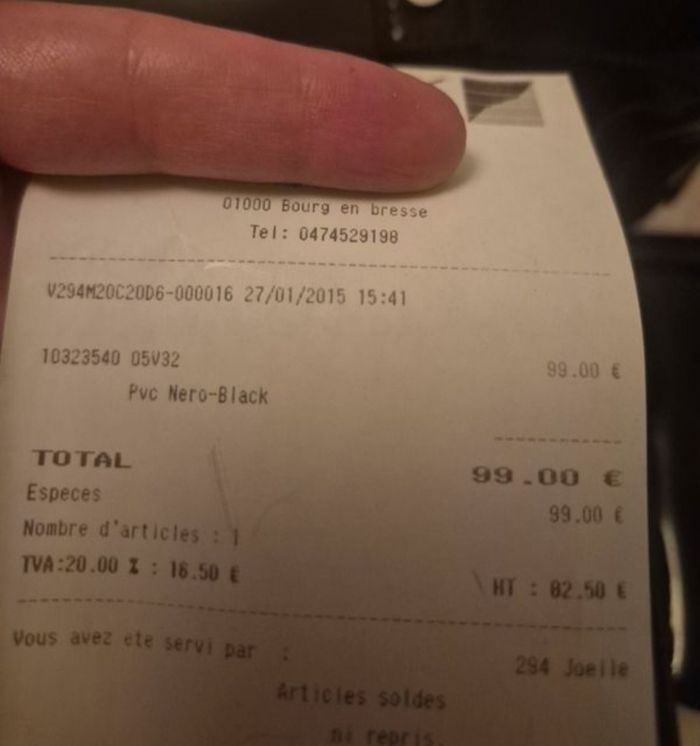 01000 Bourg en bresse
Tel: 0474529198
V294M20C20D6-000016 27/01/2015 15:41
10323540 05V32 99.00 €
Pvc Nero-Black
TOTAL 99.00 €
Especes 99.00 €
Nombre d'articles : 1
TVA:20.00 % : 16.50 € HT : 82.50 €
Vous avez ete servi par :
294 Joelle
Articles soldes
ni repris.